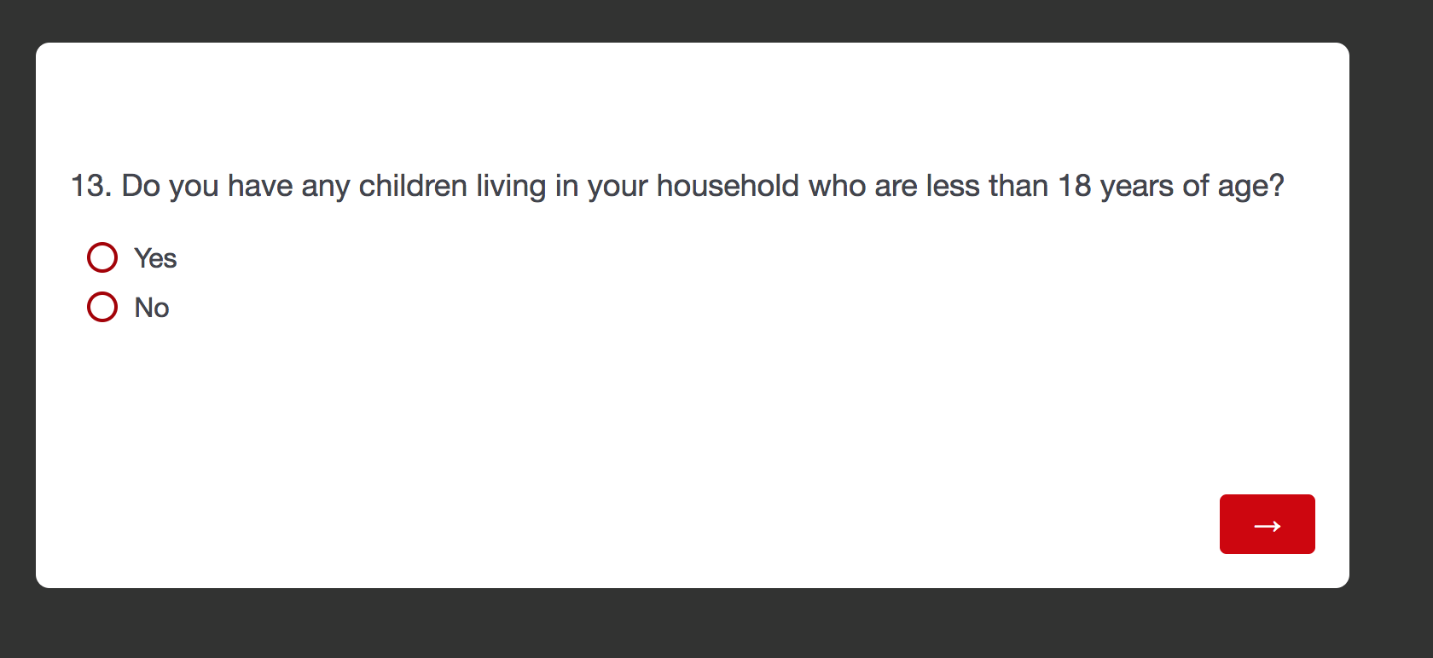 13. Do you have any children living in your household who are less than 18 years of age?
Yes
No
→